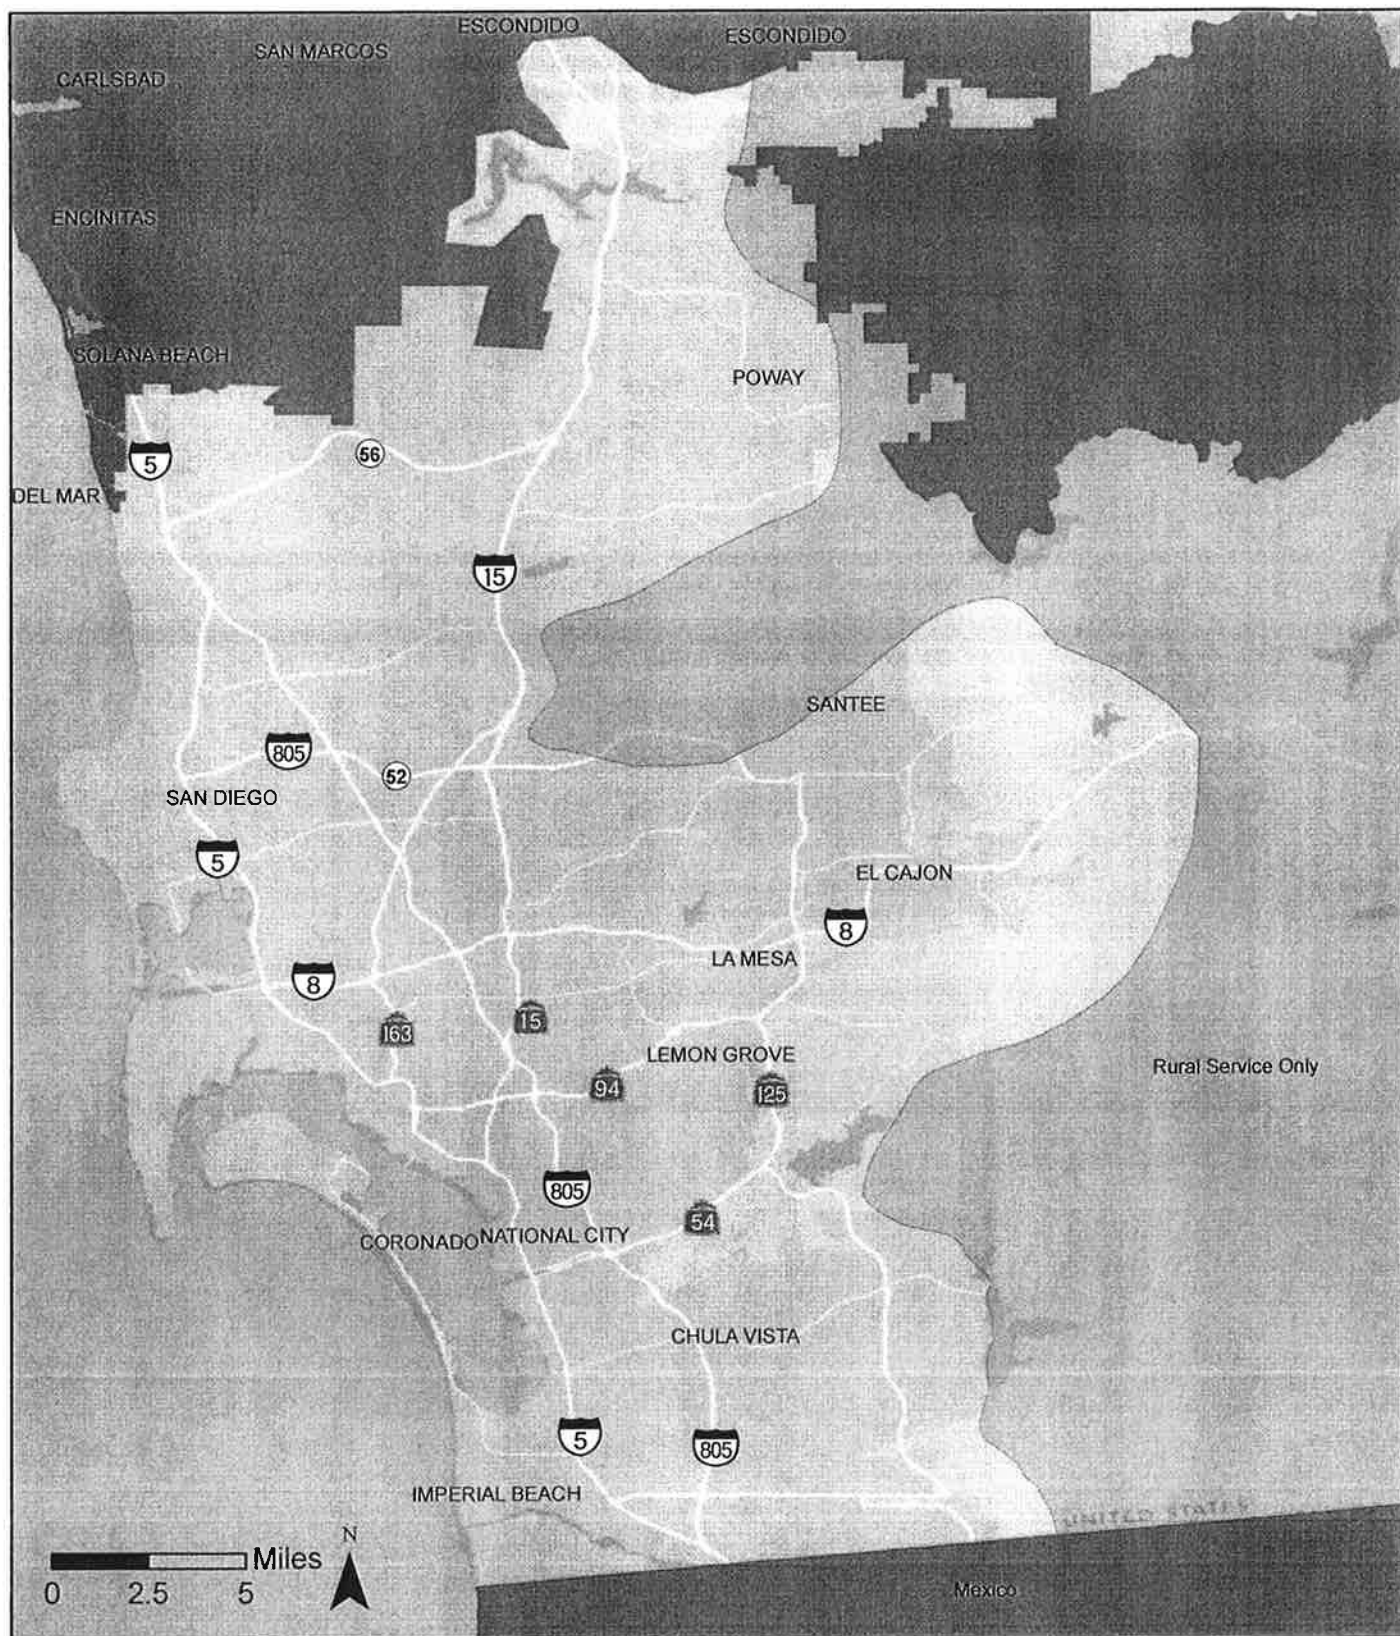 ESCONDIDO
ESCONDIDO
SAN MARCOS
CARLSBAD
ENCINITAS
SOLANA BEACH
POWAY
56
5
DEL MAR
15
SANTEE
805
52
SAN DIEGO
5
EL CAJON
8
LA MESA
8
163
15
LEMON GROVE
Rural Service Only
94
125
805
54
CORONADO
NATIONAL CITY
CHULA VISTA
5
805
IMPERIAL BEACH
UNITED STATES
N
Miles
0 2.5 5
Mexico